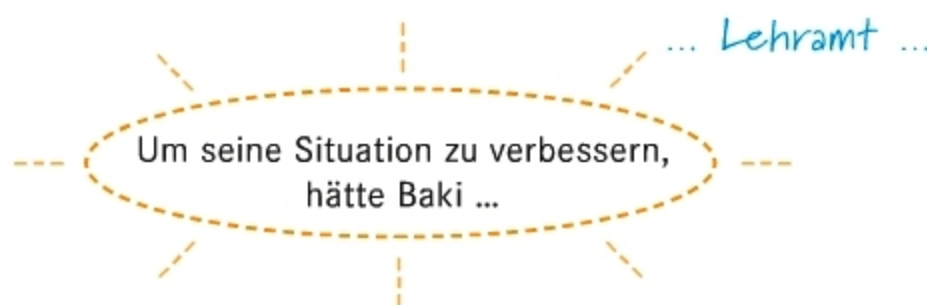 ... Lehramt ...
Um seine Situation zu verbessern,
hätte Baki ...